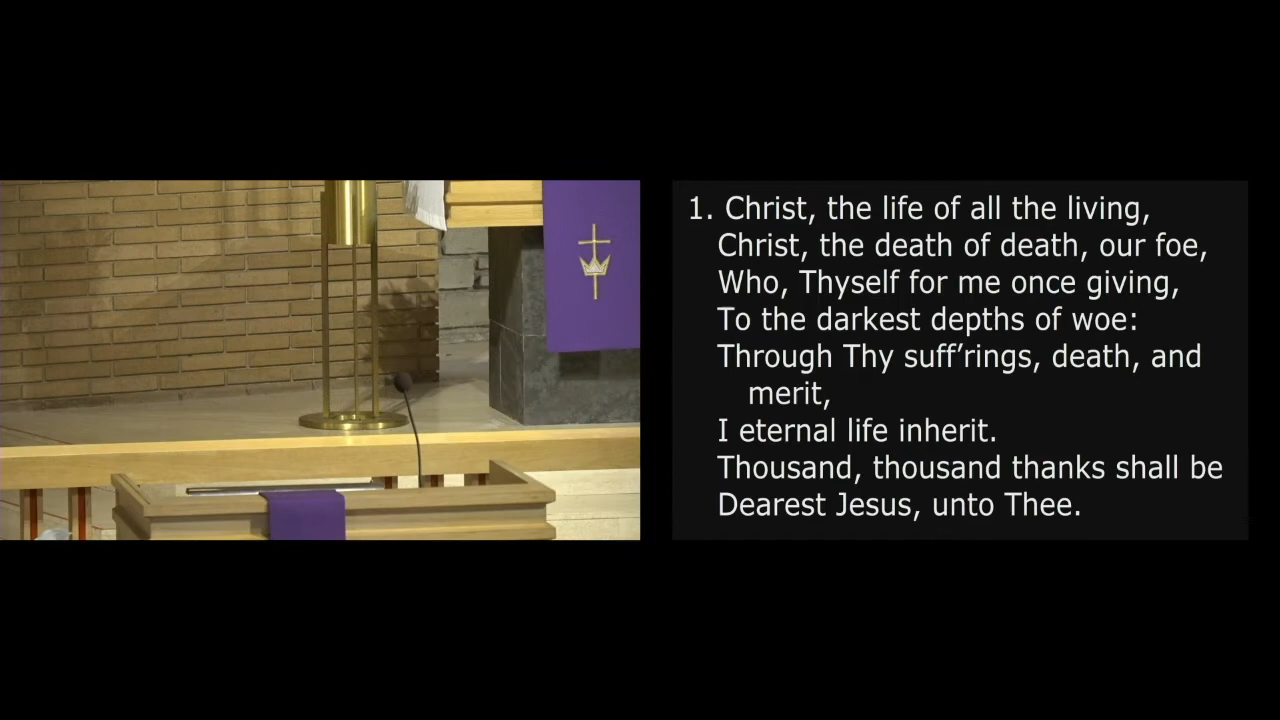 1. Christ, the life of all the living,
Christ, the death of death, our foe,
Who, Thyself for me once giving,
To the darkest depths of woe:
Through Thy suff’rings, death, and
merit,
I eternal life inherit.
Thousand, thousand thanks shall be
Dearest Jesus, unto Thee.